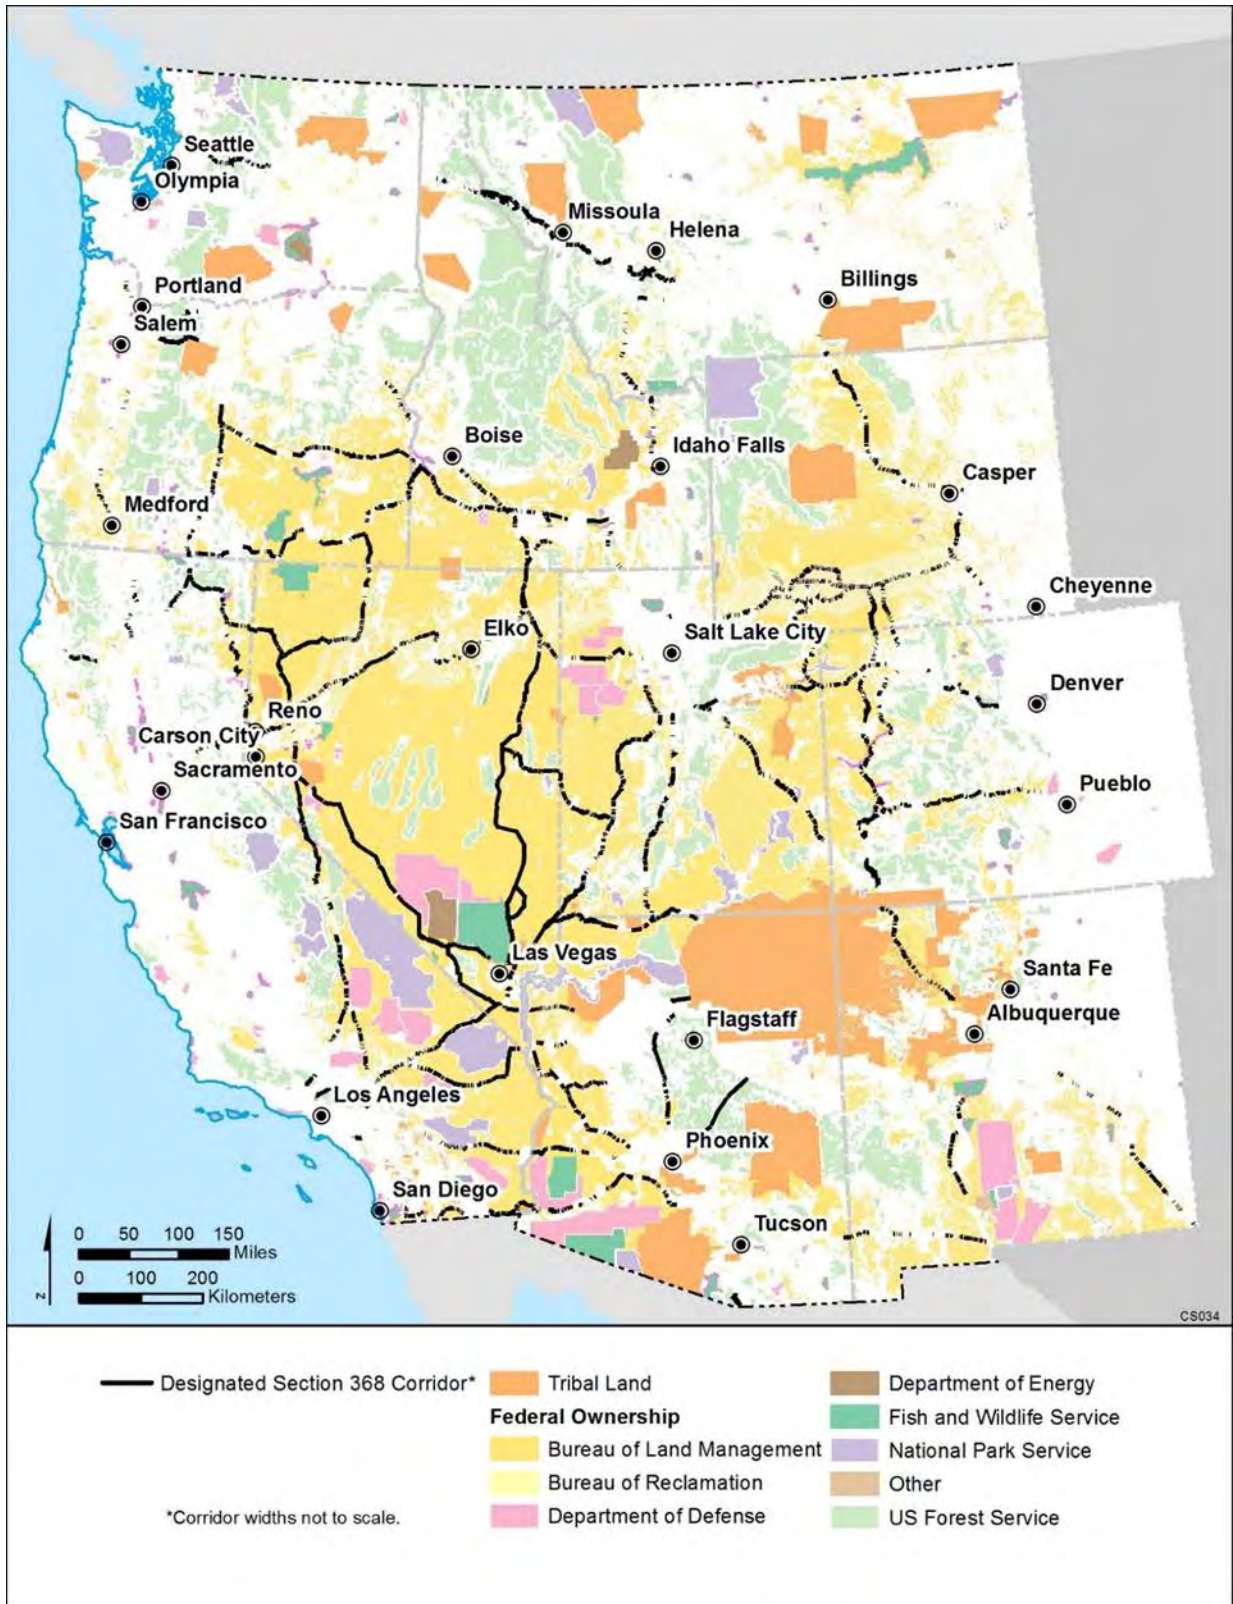 Seattle
Olympia
Missoula
Helena
Portland
Billings
Salem
Boise
Idaho Falls
Casper
Medford
Cheyenne
Elko
Salt Lake City
Denver
Reno
Carson City
Sacramento
Pueblo
San Francisco
Las Vegas
Santa Fe
Flagstaff
Albuquerque
Los Angeles
Phoenix
San Diego
Tucson
0 50 100 150
Miles
0 100 200
Kilometers
N
CS034
Designated Section 368 Corridor*
*Corridor widths not to scale.
Tribal Land
Federal Ownership
Bureau of Land Management
Bureau of Reclamation
Department of Defense
Department of Energy
Fish and Wildlife Service
National Park Service
Other
US Forest Service